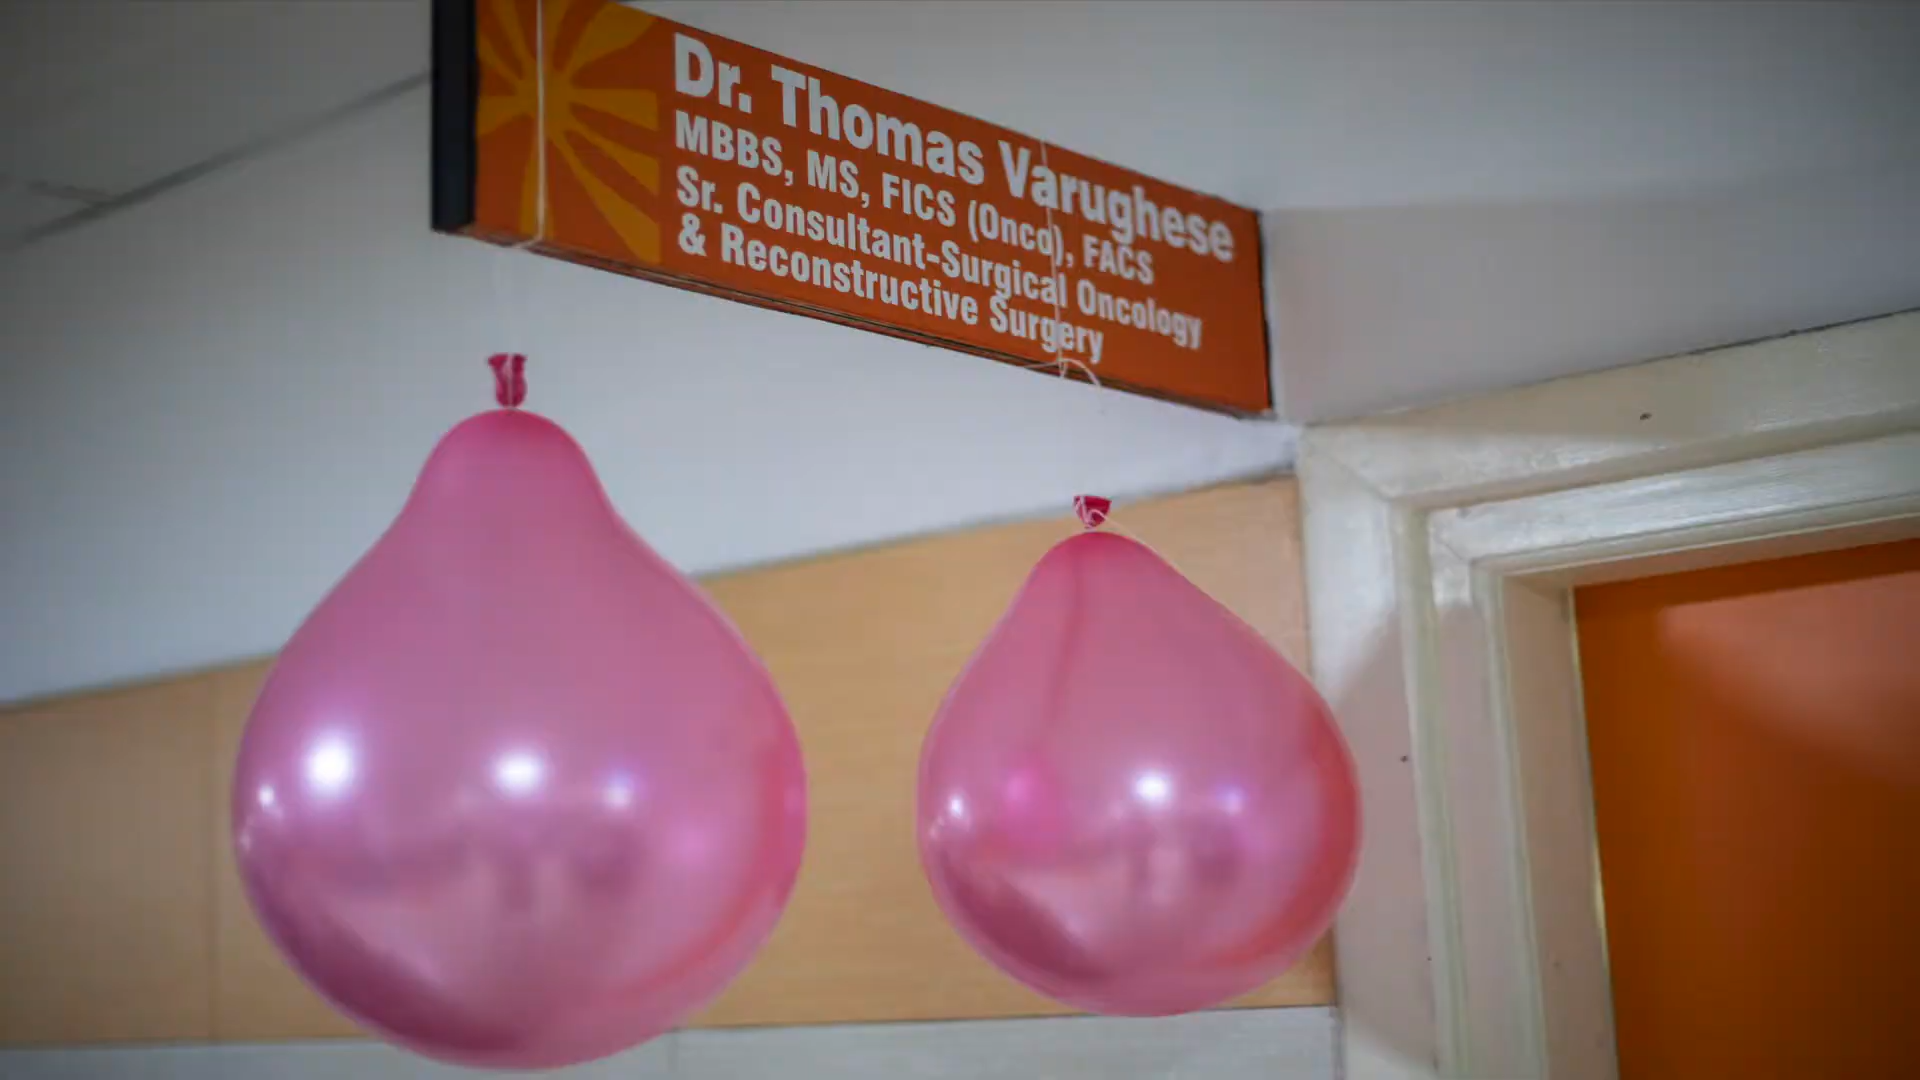 Dr. Thomas Varughese
MBBS, MS, FICS (Onco), FACS
Sr. Consultant-Surgical Oncology
& Reconstructive Surgery